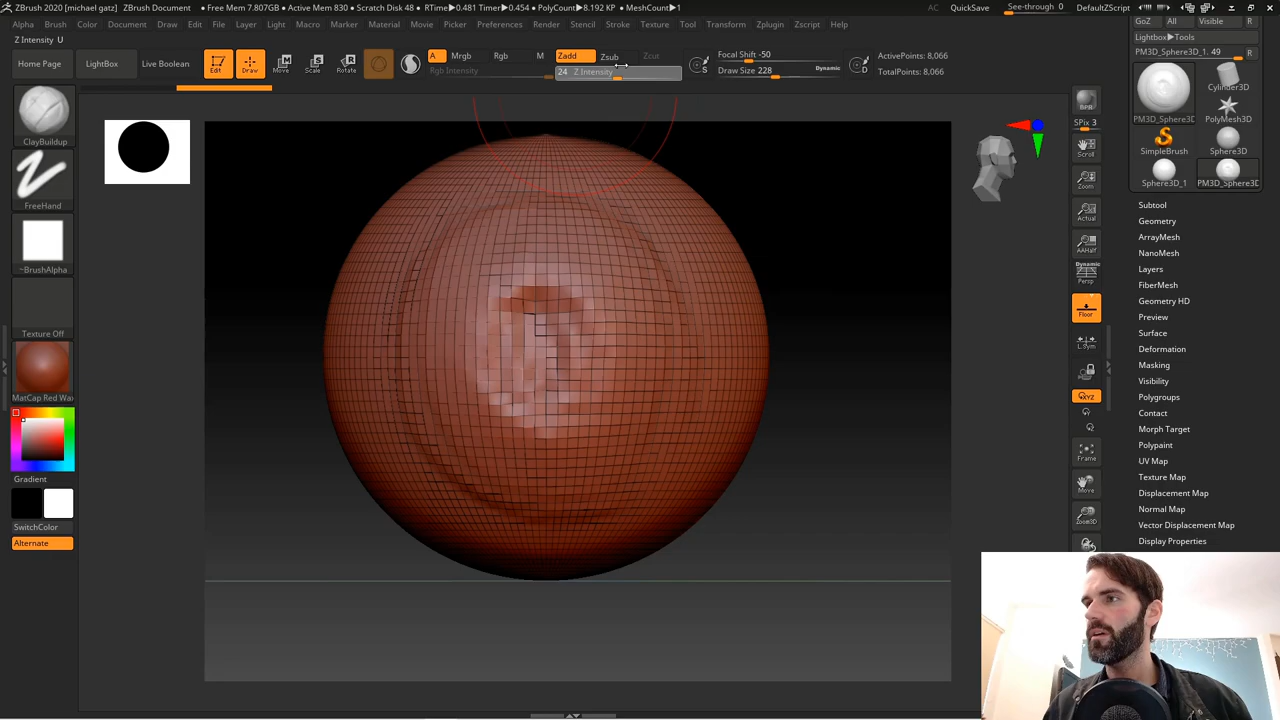 ZBrush 2020 [michael gatz] ZBrush Document • Free Mem 7.807GB • Active Mem 830 • Scratch Disk 48 • RTime▶0.481 Timer▶0.454 • PolyCount▶8.192 KP • MeshCount▶1 AC QuickSave See-through 0 Menus DefaultZScript
Alpha Brush Color Document Draw Edit File Layer Light Macro Marker Material Movie Picker Preferences Render Stencil Stroke Texture Tool Transform Zplugin Zscript Help
Z Intensity U
Home Page
LightBox
Live Boolean
Edit
Draw
Move
Scale
Rotate
A
Mrgb
Rgb
M
Rgb Intensity
Zadd
Zsub
Zcut
24 Z Intensity
S
Focal Shift -50
Draw Size 228
Dynamic
D
ActivePoints: 8,066
TotalPoints: 8,066
ClayBuildup
FreeHand
~BrushAlpha
Texture Off
MatCap Red Wax
Gradient
SwitchColor
Alternate
BPR
SPix 3
Scroll
Zoom
Actual
AAHalf
Dynamic
Persp
Floor
L.Sym
XYZ
Frame
Move
Zoom3D
GoZ All Visible R
Lightbox▶Tools
PM3D_Sphere3D_1. 49 R
PM3D_Sphere3D
Cylinder3D
PolyMesh3D
SimpleBrush
Sphere3D
Sphere3D_1
PM3D_Sphere3D
Subtool
Geometry
ArrayMesh
NanoMesh
Layers
FiberMesh
Geometry HD
Preview
Surface
Deformation
Masking
Visibility
Polygroups
Contact
Morph Target
Polypaint
UV Map
Texture Map
Displacement Map
Normal Map
Vector Displacement Map
Display Properties